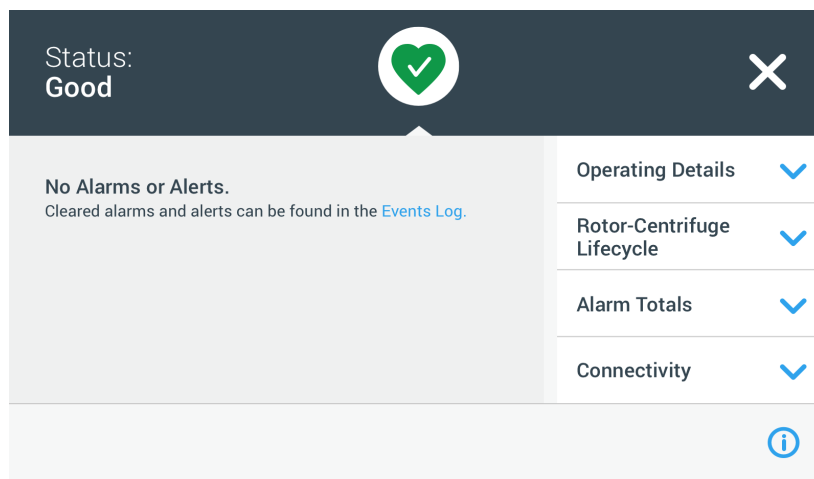 Status:
Good
No Alarms or Alerts.
Cleared alarms and alerts can be found in the Events Log.
Operating Details
Rotor-Centrifuge
Lifecycle
Alarm Totals
Connectivity